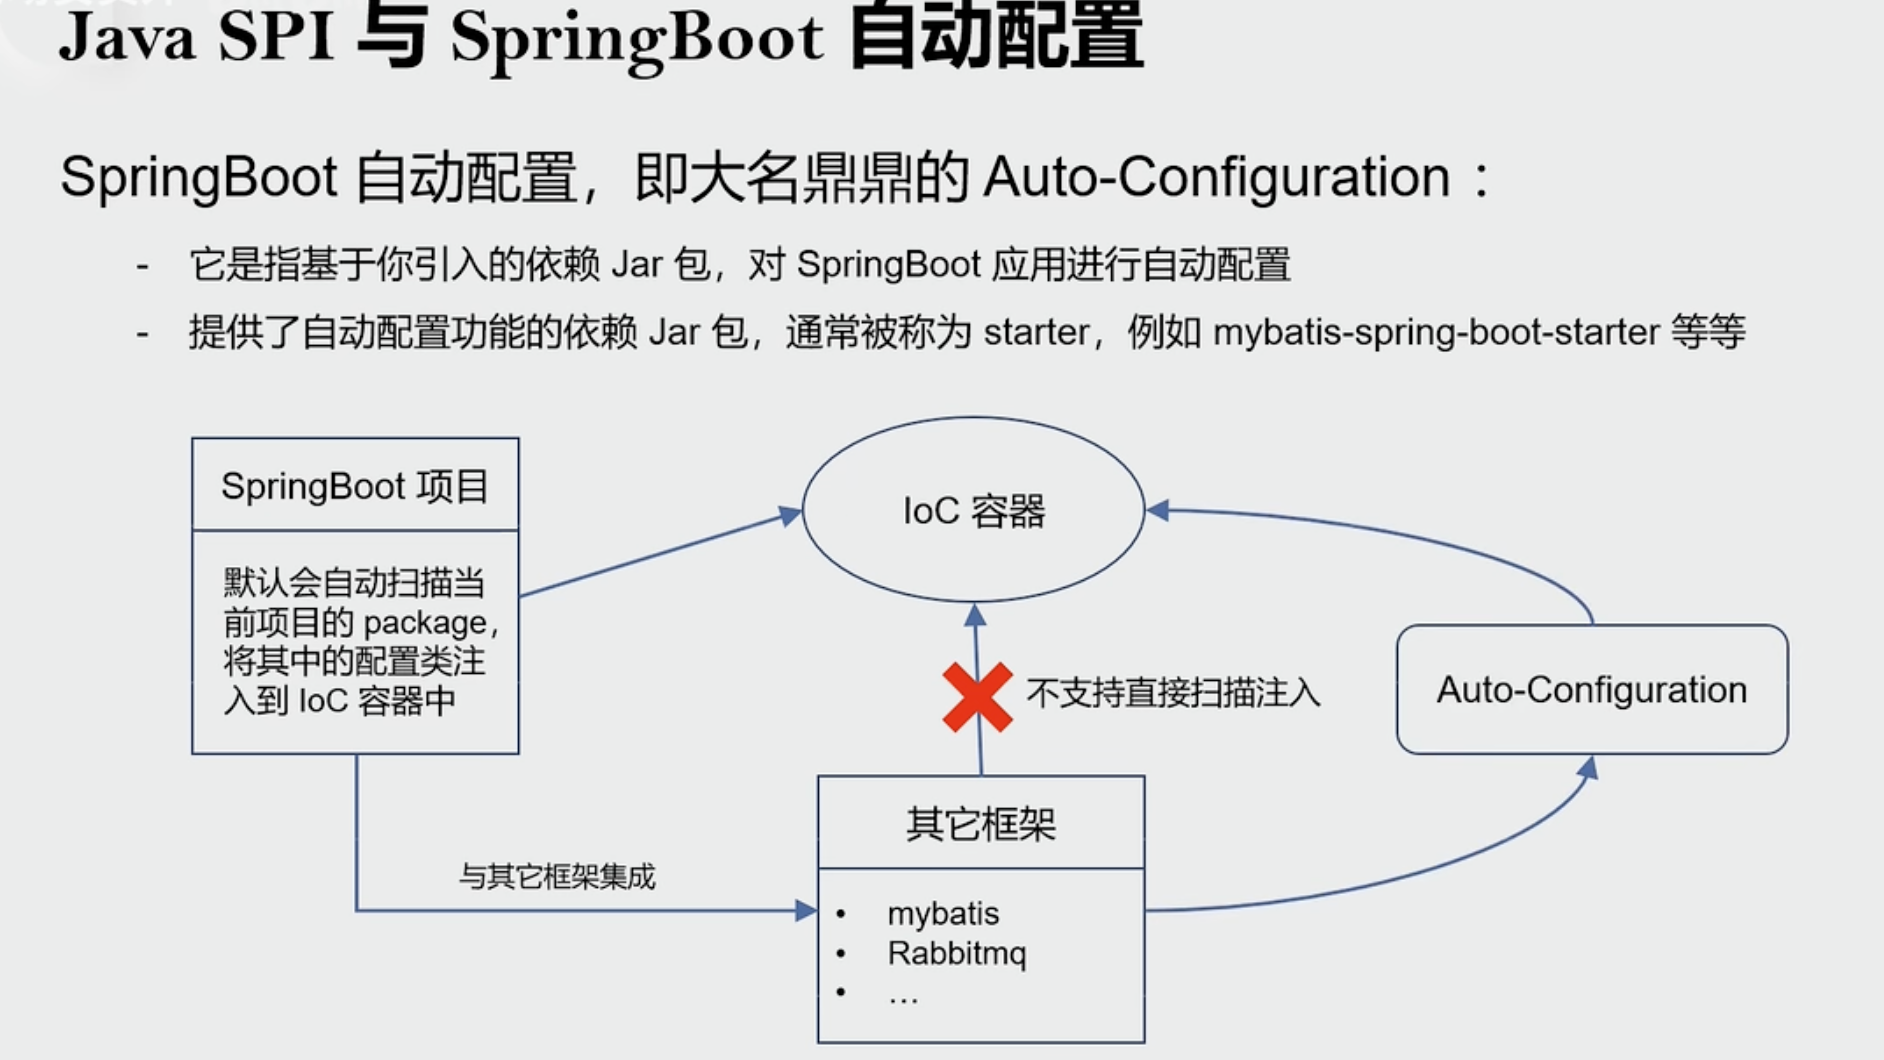 Java SPI 与 SpringBoot 自动配置
SpringBoot 自动配置，即大名鼎鼎的 Auto-Configuration：
- 它是指基于你引入的依赖 Jar 包，对 SpringBoot 应用进行自动配置
- 提供了自动配置功能的依赖 Jar 包，通常被称为 starter，例如 mybatis-spring-boot-starter 等等
SpringBoot 项目
默认会自动扫描当
前项目的 package，
将其中的配置类注
入到 IoC 容器中
IoC 容器
不支持直接扫描注入
Auto-Configuration
与其它框架集成
其它框架
• mybatis
• Rabbitmq
• …